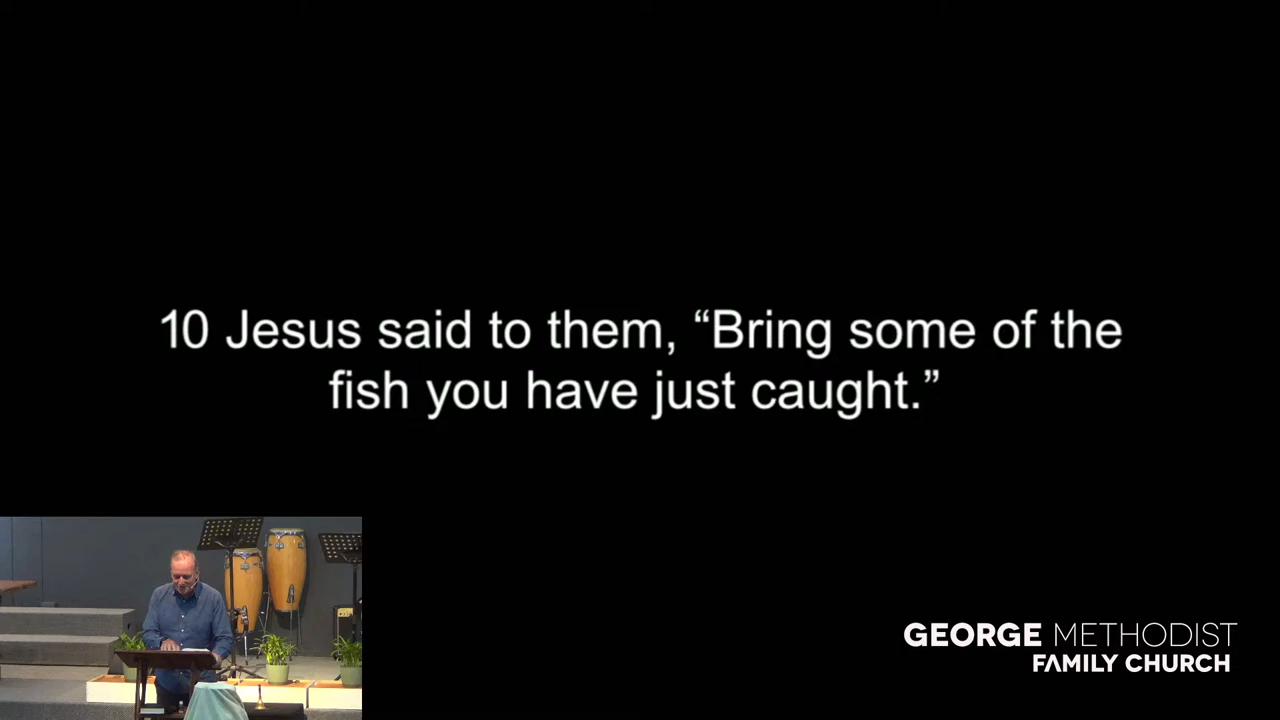 10 Jesus said to them, “Bring some of the
fish you have just caught.”
GEORGE METHODIST
FAMILY CHURCH